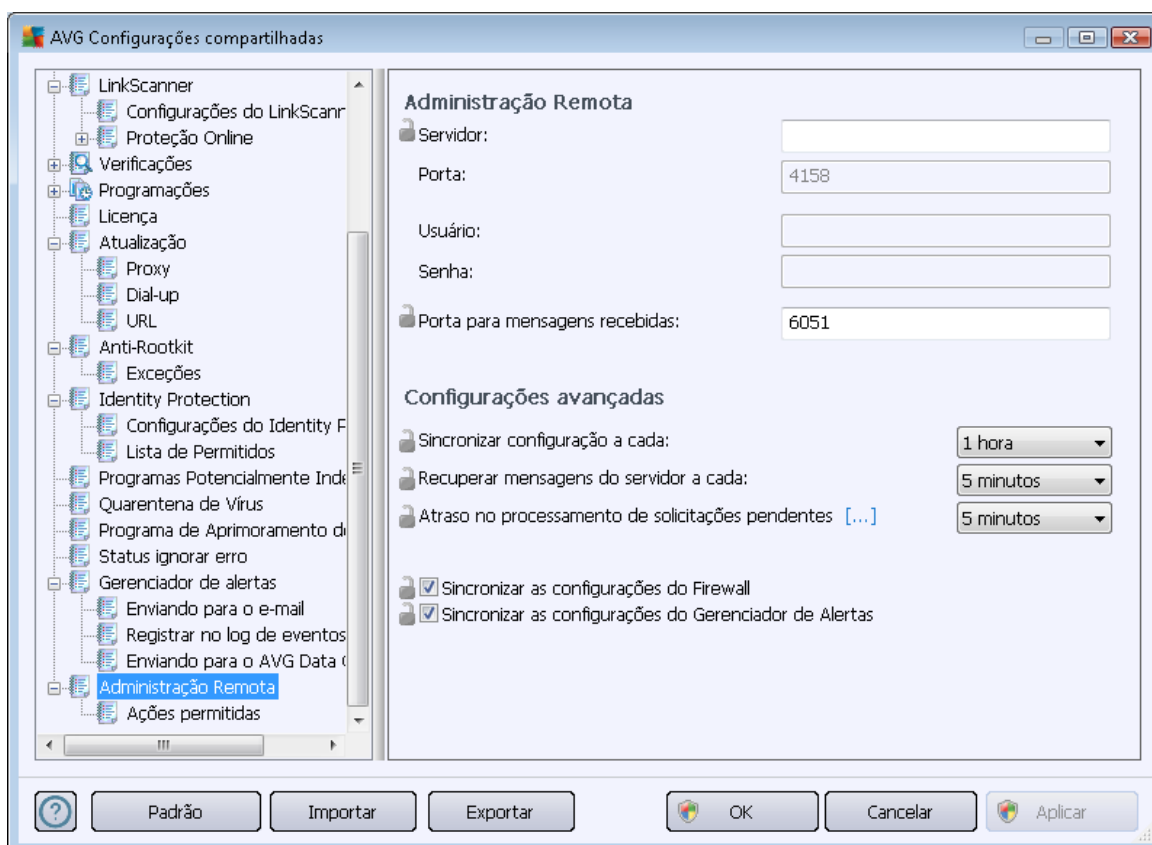 AVG Configurações compartilhadas
LinkScanner
Configurações do LinkScanr
Proteção Online
Verificações
Programações
Licença
Atualização
Proxy
Dial-up
URL
Anti-Rootkit
Exceções
Identity Protection
Configurações do Identity P
Lista de Permitidos
Programas Potencialmente Inde
Quarentena de Vírus
Programa de Aprimoramento de
Status ignorar erro
Gerenciador de alertas
Enviando para o e-mail
Registrar no log de eventos
Enviando para o AVG Data C
Administração Remota
Ações permitidas
Administração Remota
Servidor:
Porta: 4158
Usuário:
Senha:
Porta para mensagens recebidas: 6051
Configurações avançadas
Sincronizar configuração a cada: 1 hora
Recuperar mensagens do servidor a cada: 5 minutos
Atraso no processamento de solicitações pendentes [...] 5 minutos
Sincronizar as configurações do Firewall
Sincronizar as configurações do Gerenciador de Alertas
? Padrão Importar Exportar OK Cancelar Aplicar